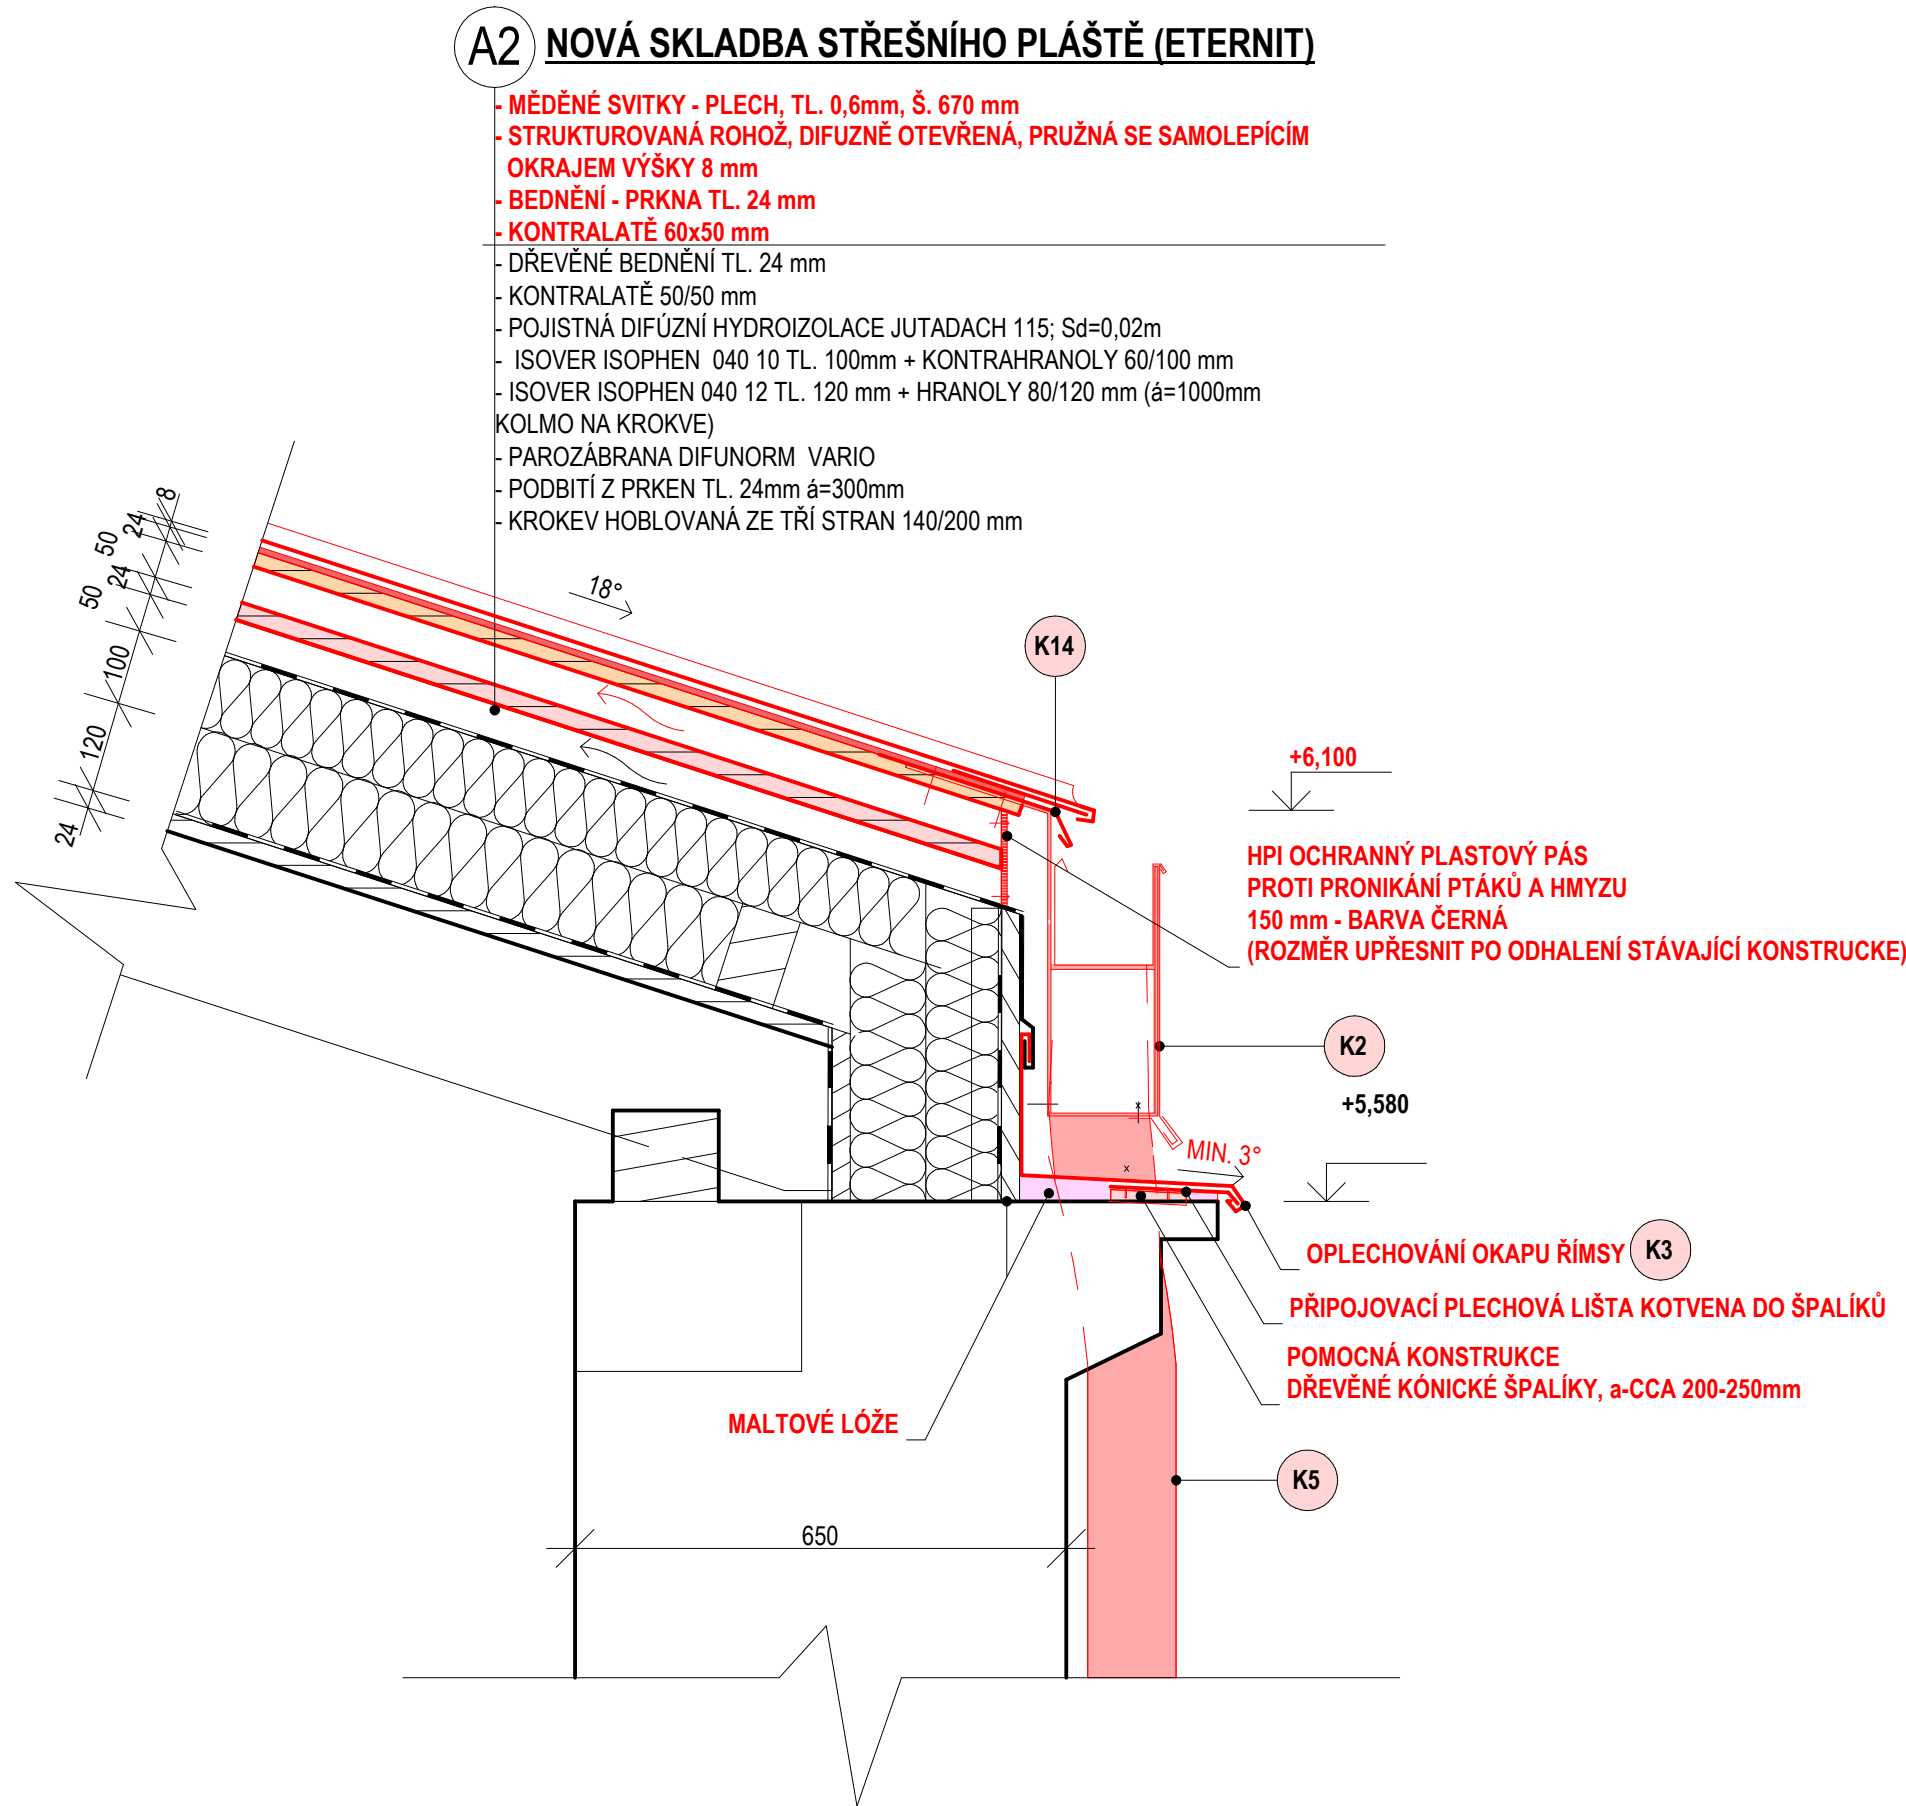 A2 NOVÁ SKLADBA STŘEŠNÍHO PLÁŠTĚ (ETERNIT)
- MĚDĚNÉ SVITKY - PLECH, TL. 0,6mm, Š. 670 mm
- STRUKTUROVANÁ ROHOŽ, DIFUZNĚ OTEVŘENÁ, PRUŽNÁ SE SAMOLEPÍCÍM
OKRAJEM VÝŠKY 8 mm
- BEDNĚNÍ - PRKNA TL. 24 mm
- KONTRALATĚ 60x50 mm
- DŘEVĚNÉ BEDNĚNÍ TL. 24 mm
- KONTRALATĚ 50/50 mm
- POJISTNÁ DIFÚZNÍ HYDROIZOLACE JUTADACH 115; Sd=0,02m
- ISOVER ISOPHEN 040 10 TL. 100mm + KONTRAHRANOLY 60/100 mm
- ISOVER ISOPHEN 040 12 TL. 120 mm + HRANOLY 80/120 mm (á=1000mm
KOLMO NA KROKVE)
- PAROZÁBRANA DIFUNORM VARIO
- PODBITÍ Z PRKEN TL. 24mm á=300mm
- KROKEV HOBLOVANÁ ZE TŘÍ STRAN 140/200 mm
8
24
50
24
50
100
120
24
18°
K14
+6,100
HPI OCHRANNÝ PLASTOVÝ PÁS
PROTI PRONIKÁNÍ PTÁKŮ A HMYZU
150 mm - BARVA ČERNÁ
(ROZMĚR UPŘESNIT PO ODHALENÍ STÁVAJÍCÍ KONSTRUCKE)
K2
+5,580
MIN. 3°
OPLECHOVÁNÍ OKAPU ŘÍMSY K3
PŘIPOJOVACÍ PLECHOVÁ LIŠTA KOTVENA DO ŠPALÍKŮ
POMOCNÁ KONSTRUKCE
DŘEVĚNÉ KÓNICKÉ ŠPALÍKY, a-CCA 200-250mm
MALTOVÉ LÓŽE
K5
650